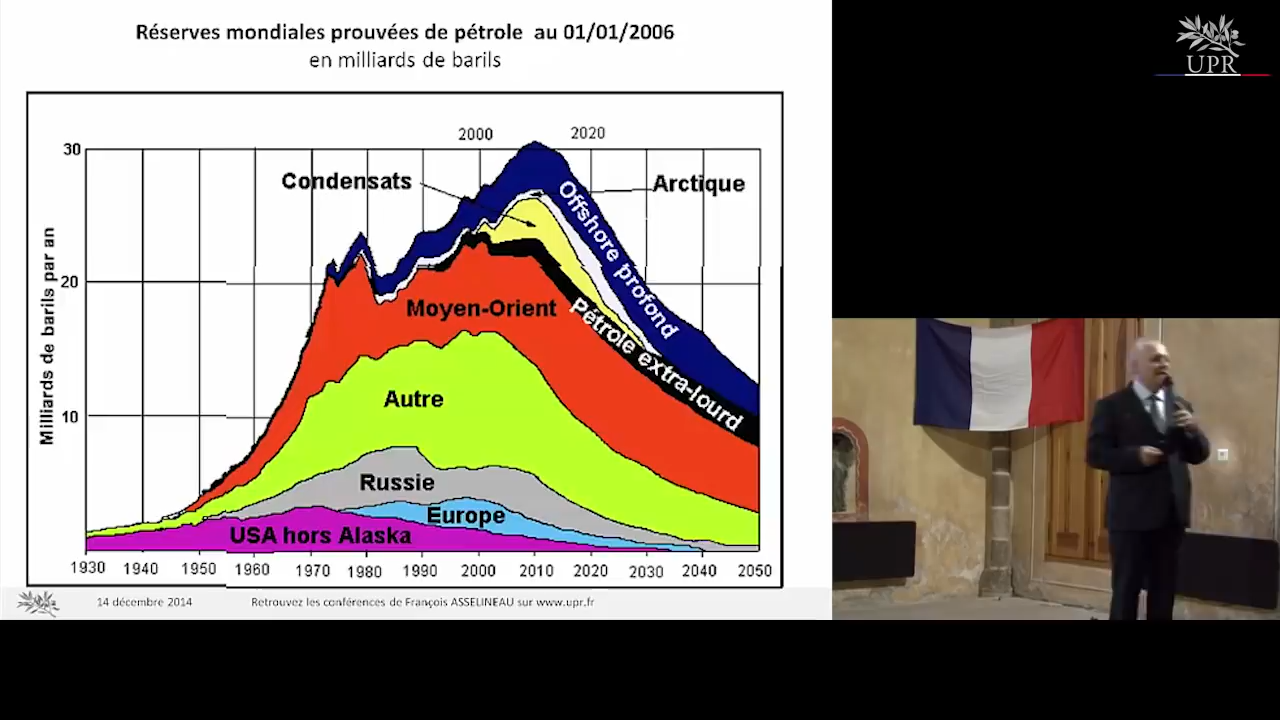 Réserves mondiales prouvées de pétrole au 01/01/2006
en milliards de barils
UPR
2000
2020
30
Condensats
Arctique
Offshore profond
Milliards de barils par an
20
Moyen-Orient
Pétrole extra-lourd
Autre
10
Russie
Europe
USA hors Alaska
1930 1940 1950 1960 1970 1980 1990 2000 2010 2020 2030 2040 2050
14 décembre 2014
Retrouvez les conférences de François ASSELINEAU sur www.upr.fr